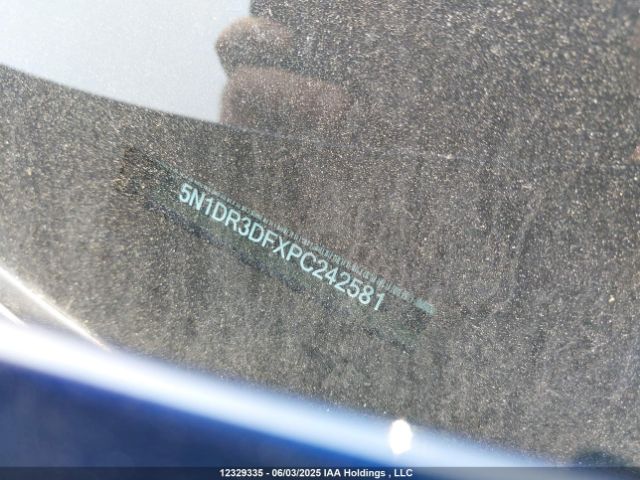 5N1DR3DFXPC242581
12329335 - 06/03/2025 IAA Holdings , LLC